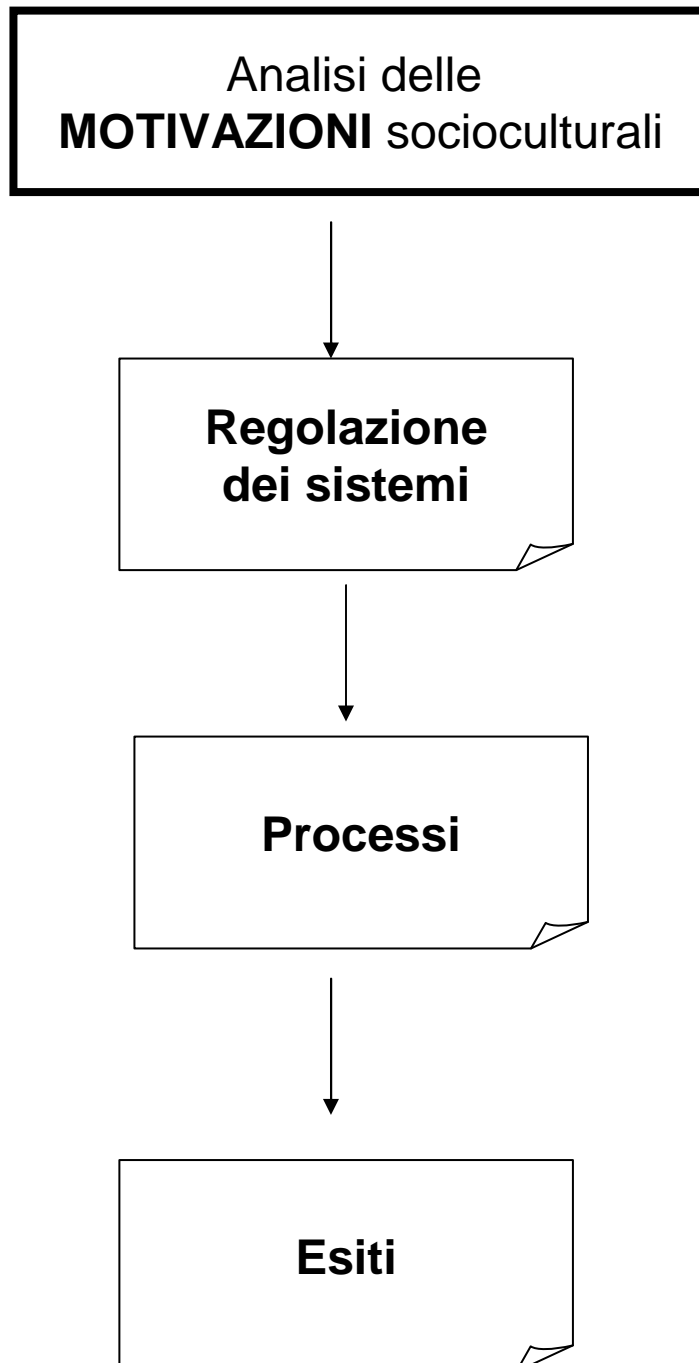 Analisi delle
MOTIVAZIONI socioculturali
Regolazione
dei sistemi
Processi
Esiti